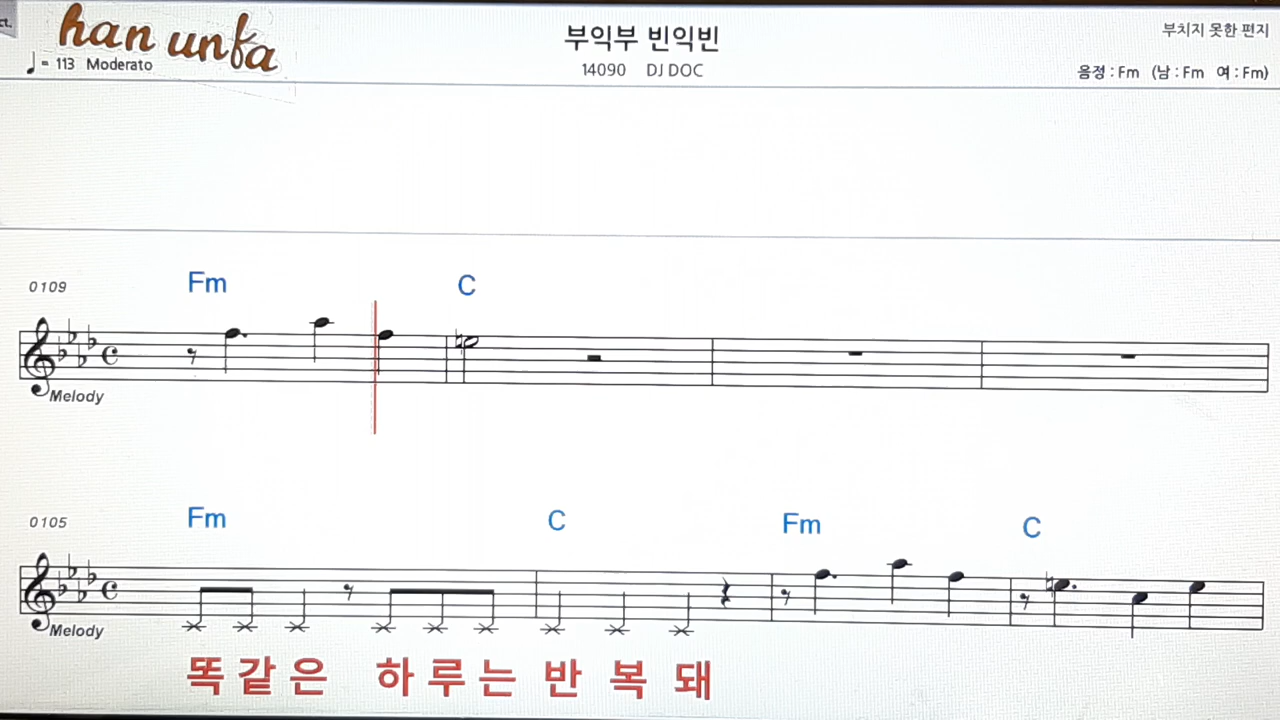 ct.
han unfa
♩= 113 Moderato
부익부 빈익빈
14090 DJ DOC
부치지 못한 편지
음정 : Fm (남 : Fm 여 : Fm)
0109
Fm C
Melody
0105
Fm C Fm C
Melody
똑같은 하루는 반복돼